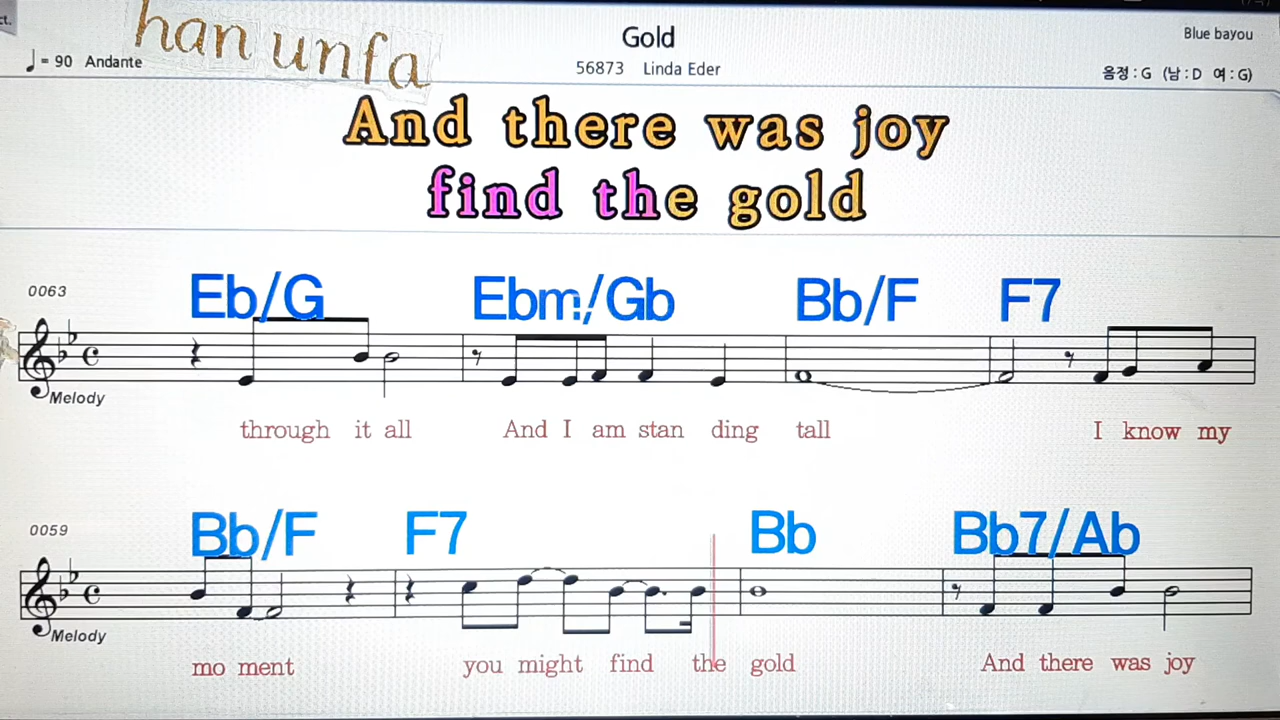 ct.
han unfa
Gold
Blue bayou
♩= 90 Andante
56873 Linda Eder
음정 : G (남 : D 여 : G)
And there was joy
find the gold
0063
Eb/G Ebm/Gb Bb/F F7
Melody
through it all And I am stan ding tall I know my
0059
Bb/F F7 Bb Bb7/Ab
Melody
mo ment you might find the gold And there was joy